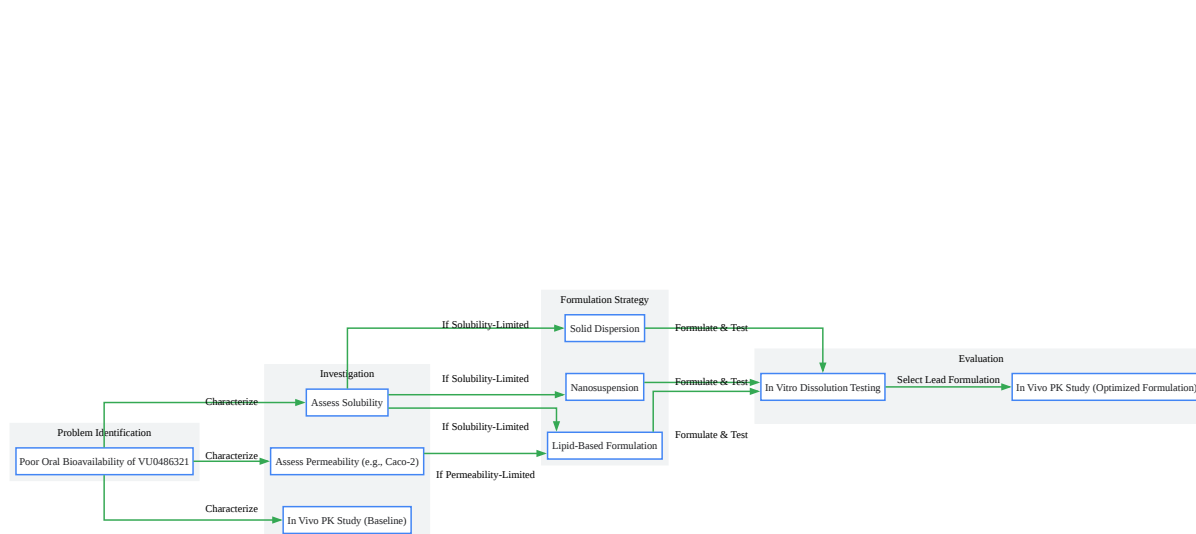 Formulation Strategy
If Solubility-Limited
Solid Dispersion
Formulate & Test
Evaluation
Investigation
If Solubility-Limited
Nanosuspension
Formulate & Test
In Vitro Dissolution Testing
Select Lead Formulation
In Vivo PK Study (Optimized Formulation)
Characterize
Assess Solubility
If Solubility-Limited
Problem Identification
Lipid-Based Formulation
Formulate & Test
Poor Oral Bioavailability of VU0486321
Characterize
Assess Permeability (e.g., Caco-2)
If Permeability-Limited
Characterize
In Vivo PK Study (Baseline)